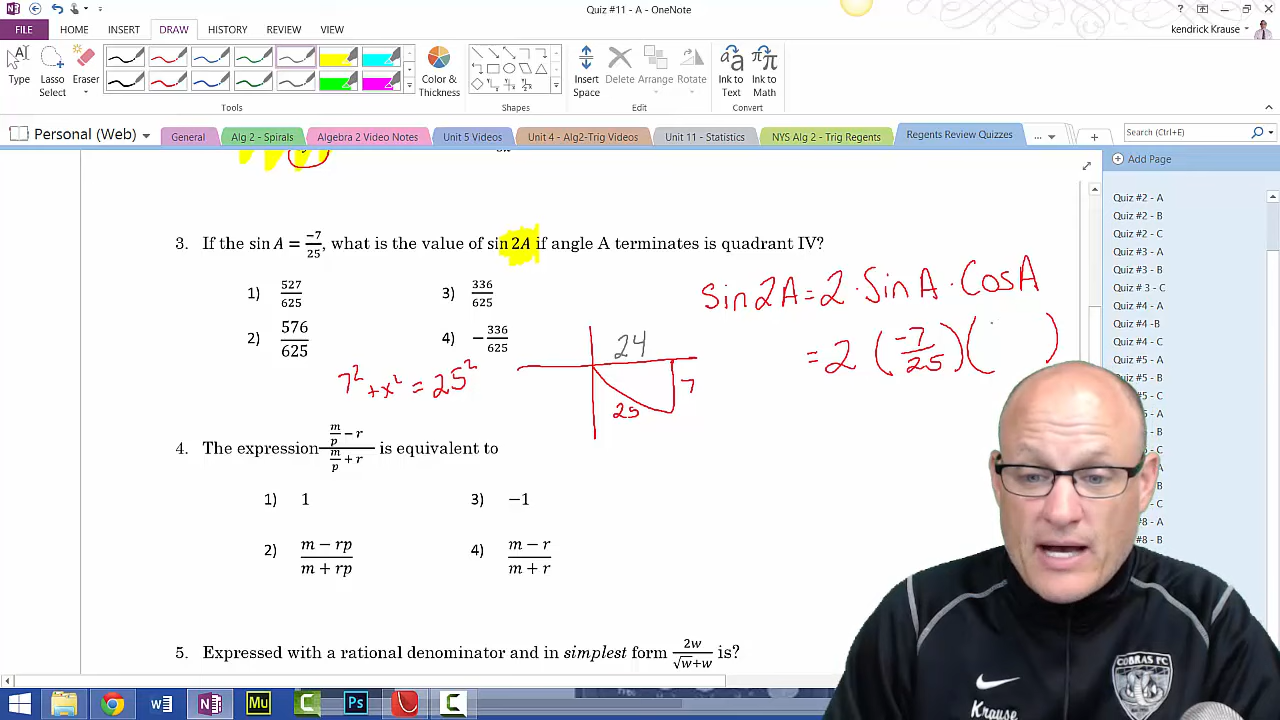 Quiz #11 - A - OneNote
FILE HOME INSERT DRAW HISTORY REVIEW VIEW kendrick Krause
Type Lasso Select Eraser Color & Thickness Insert Space Delete Arrange Rotate Ink to Text Ink to Math
Tools Shapes Edit Convert
Personal (Web) General Alg 2 - Spirals Algebra 2 Video Notes Unit 5 Videos Unit 4 - Alg2-Trig Videos Unit 11 - Statistics NYS Alg 2 - Trig Regents Regents Review Quizzes ... Search (Ctrl+E)
Add Page
Quiz #2 - A
Quiz #2 - B
Quiz #2 - C
Quiz #3 - A
Quiz #3 - B
Quiz # 3 - C
Quiz #4 - A
Quiz #4 -B
Quiz #4 - C
Quiz #5 - A
3. If the sin A = -7/25, what is the value of sin 2A if angle A terminates is quadrant IV?
1) 527/625 3) 336/625
2) 576/625 4) -336/625
sin 2A = 2 · Sin A · Cos A
= 2 (-7/25)( )
24
7² + x² = 25²
25 7
4. The expression (m/p - r)/(m/p + r) is equivalent to
1) 1 3) -1
2) (m - rp)/(m + rp) 4) (m - r)/(m + r)
5. Expressed with a rational denominator and in simplest form 2w/(√w+w) is?
COBRAS FC
Krause
Mu Ps